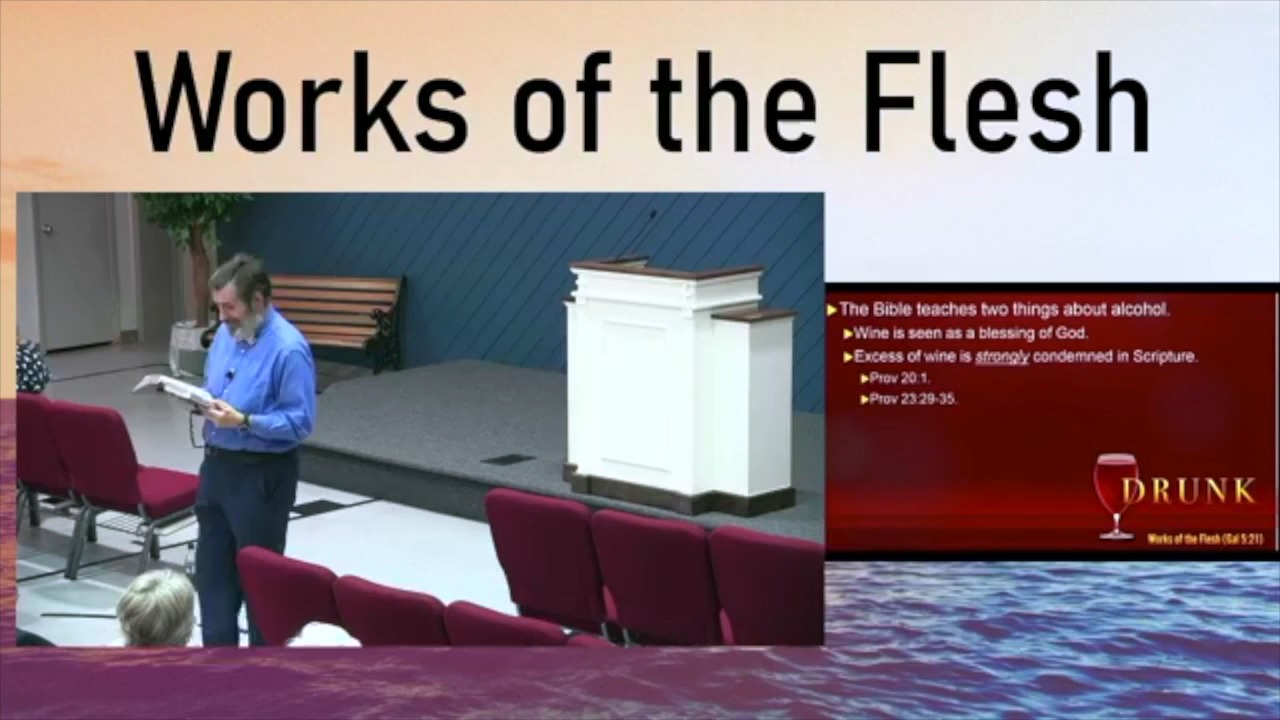 Works of the Flesh
The Bible teaches two things about alcohol.
Wine is seen as a blessing of God.
Excess of wine is strongly condemned in Scripture.
Prov 20:1.
Prov 23:29-35.
DRUNK
Works of the Flesh (Gal 5:21)